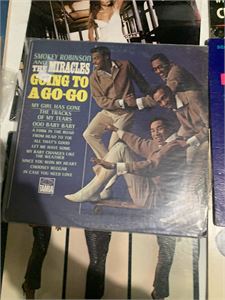 SMOKEY ROBINSON
AND
THE MIRACLES
GOING TO
A GO-GO
MY GIRL HAS GONE
THE TRACKS
OF MY TEARS
OOO BABY BABY
A FORK IN THE ROAD
FROM HEAD TO TOE
ALL THAT'S GOOD
LET ME HAVE SOME
MY BABY CHANGES LIKE
THE WEATHER
SINCE YOU WON MY HEART
CHOOSEY BEGGAR
IN CASE YOU NEED LOVE
TAMLA